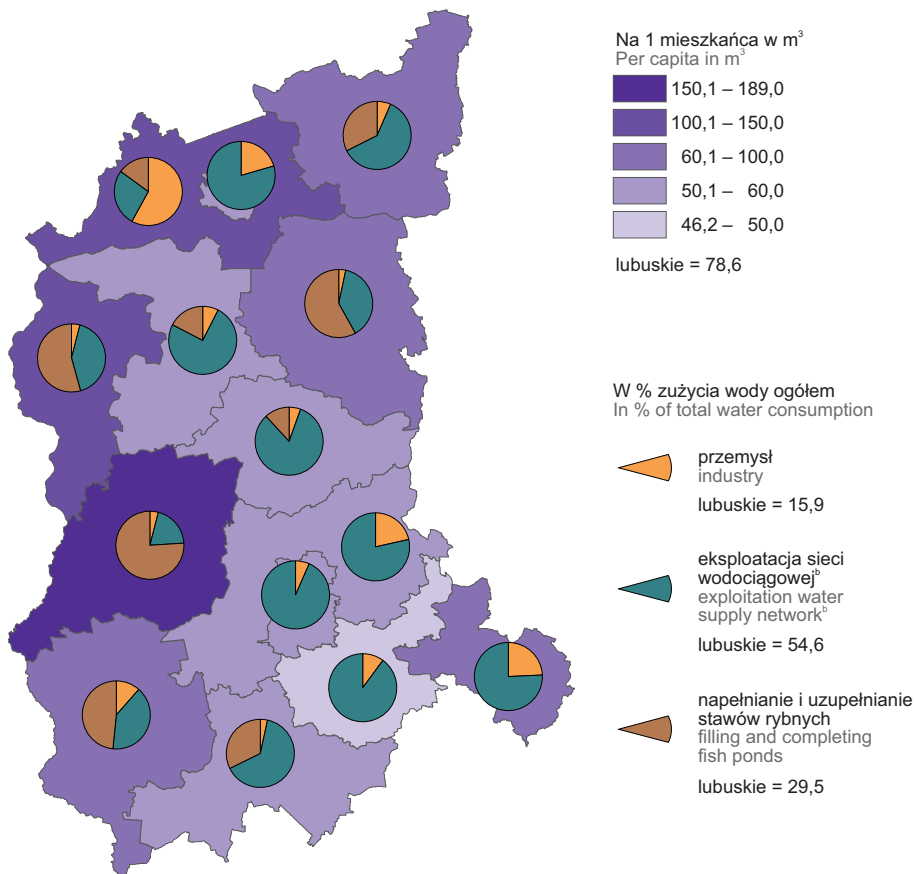 Na 1 mieszkańca w m³
Per capita in m³
150,1 – 189,0
100,1 – 150,0
60,1 – 100,0
50,1 – 60,0
46,2 – 50,0
lubuskie = 78,6
W % zużycia wody ogółem
In % of total water consumption
przemysł
industry
lubuskie = 15,9
eksploatacja sieci
wodociągowejᵇ
exploitation water
supply networkᵇ
lubuskie = 54,6
napełnianie i uzupełnianie
stawów rybnych
filling and completing
fish ponds
lubuskie = 29,5